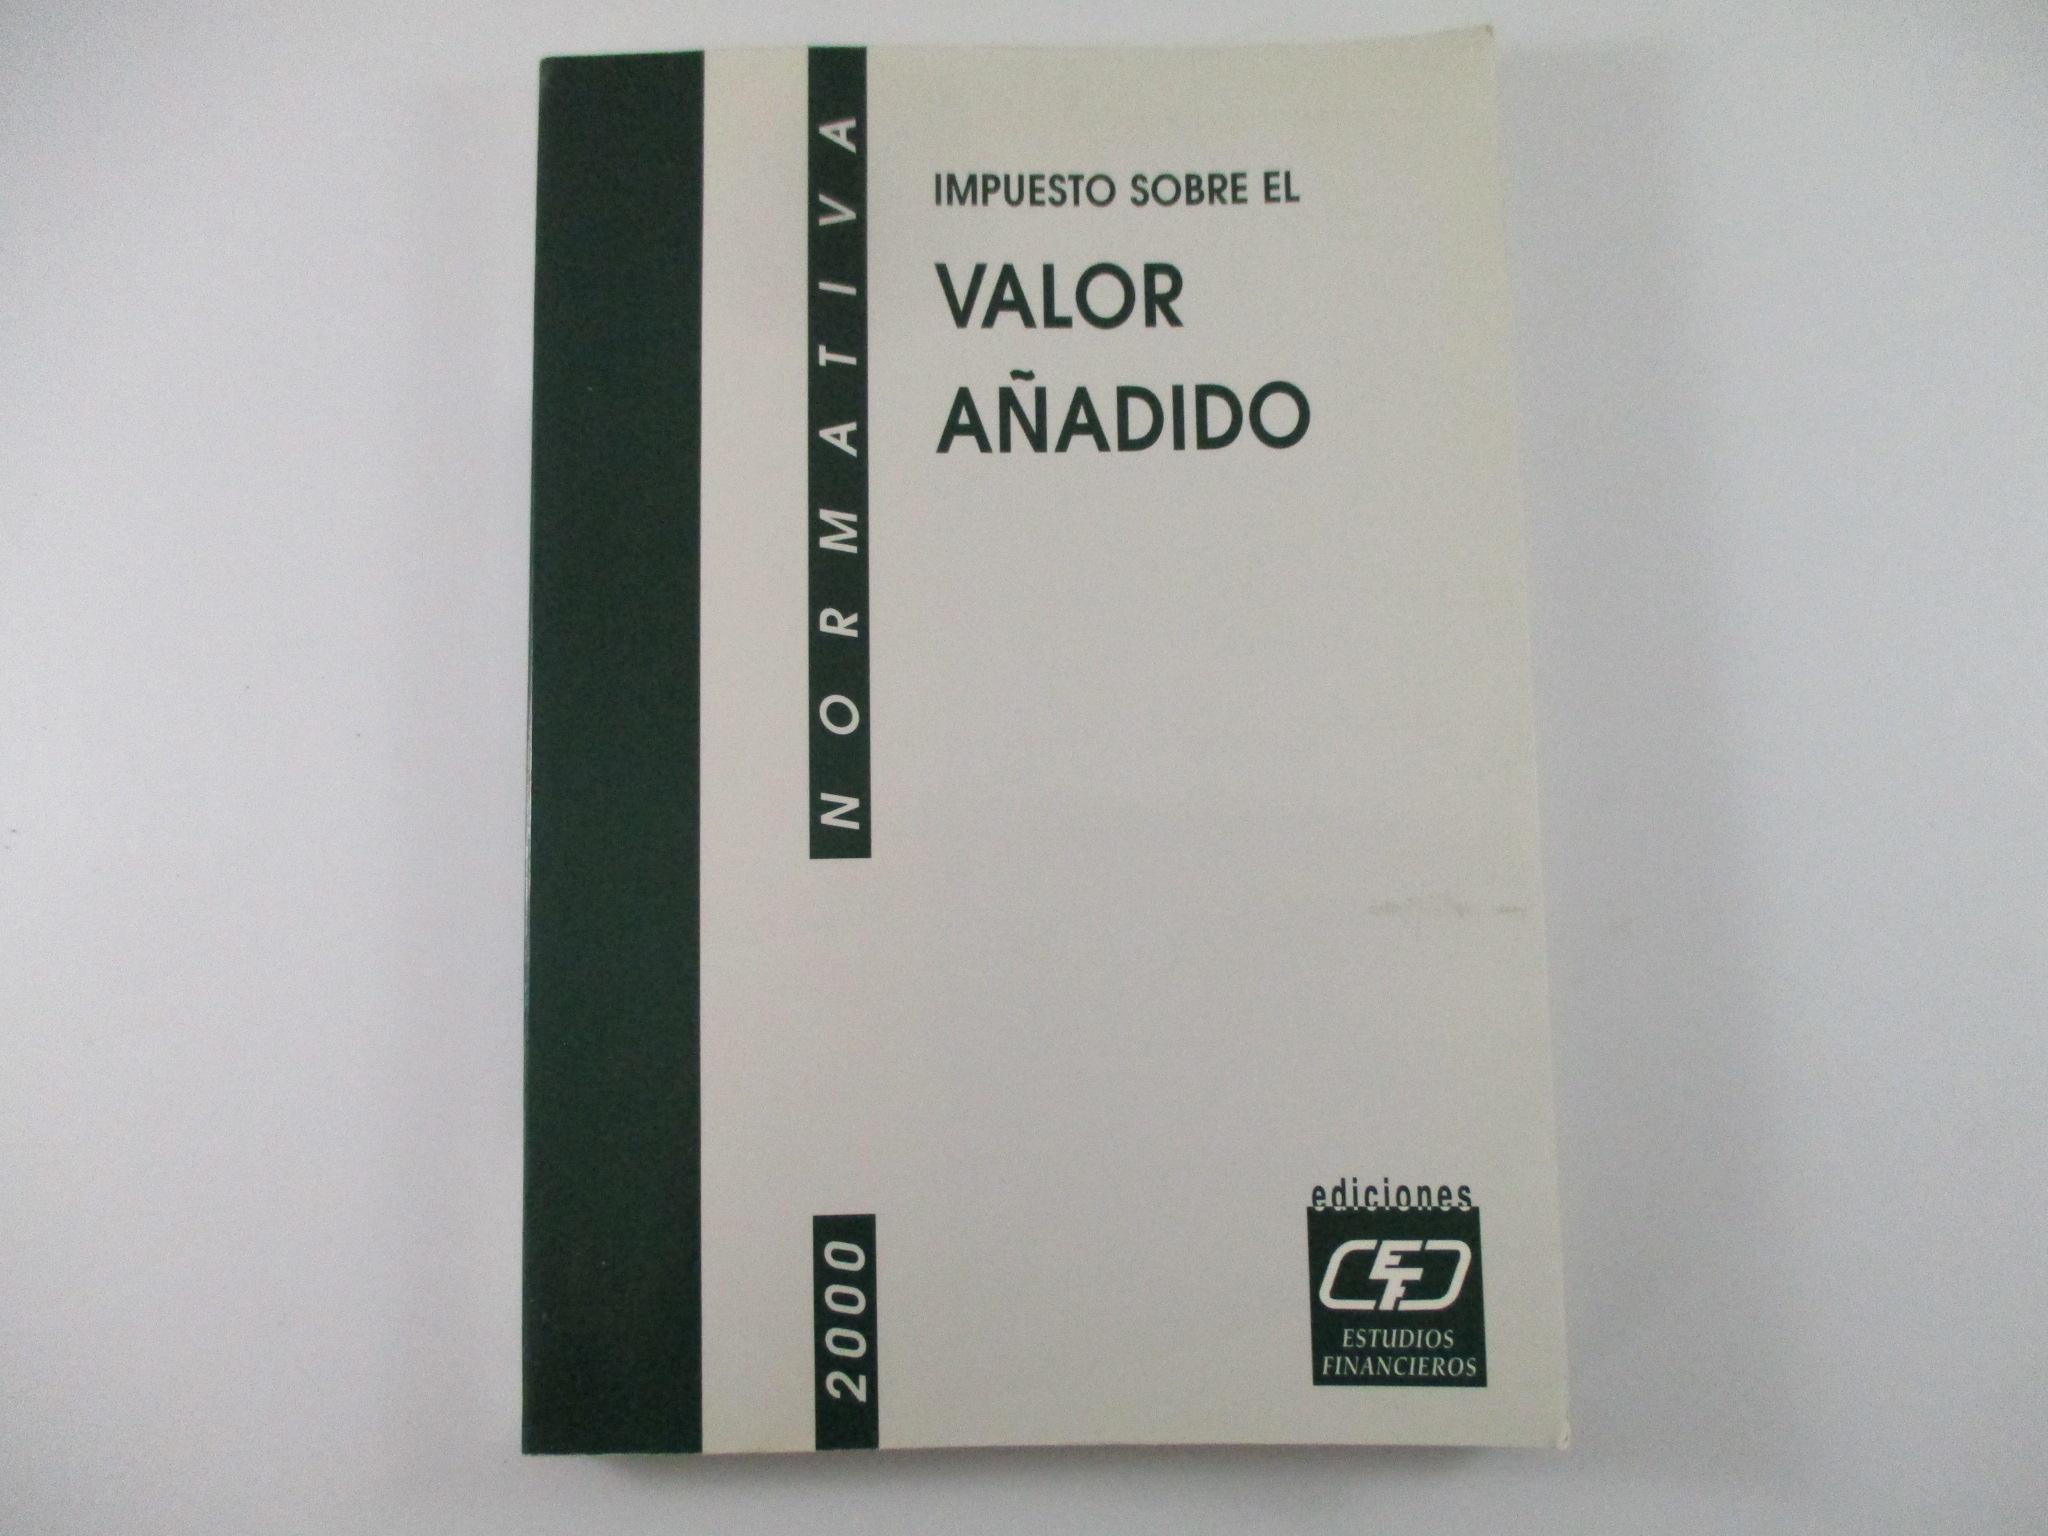 NORMATIVA
IMPUESTO SOBRE EL
VALOR
AÑADIDO
2000
ediciones
CEF
ESTUDIOS
FINANCIEROS